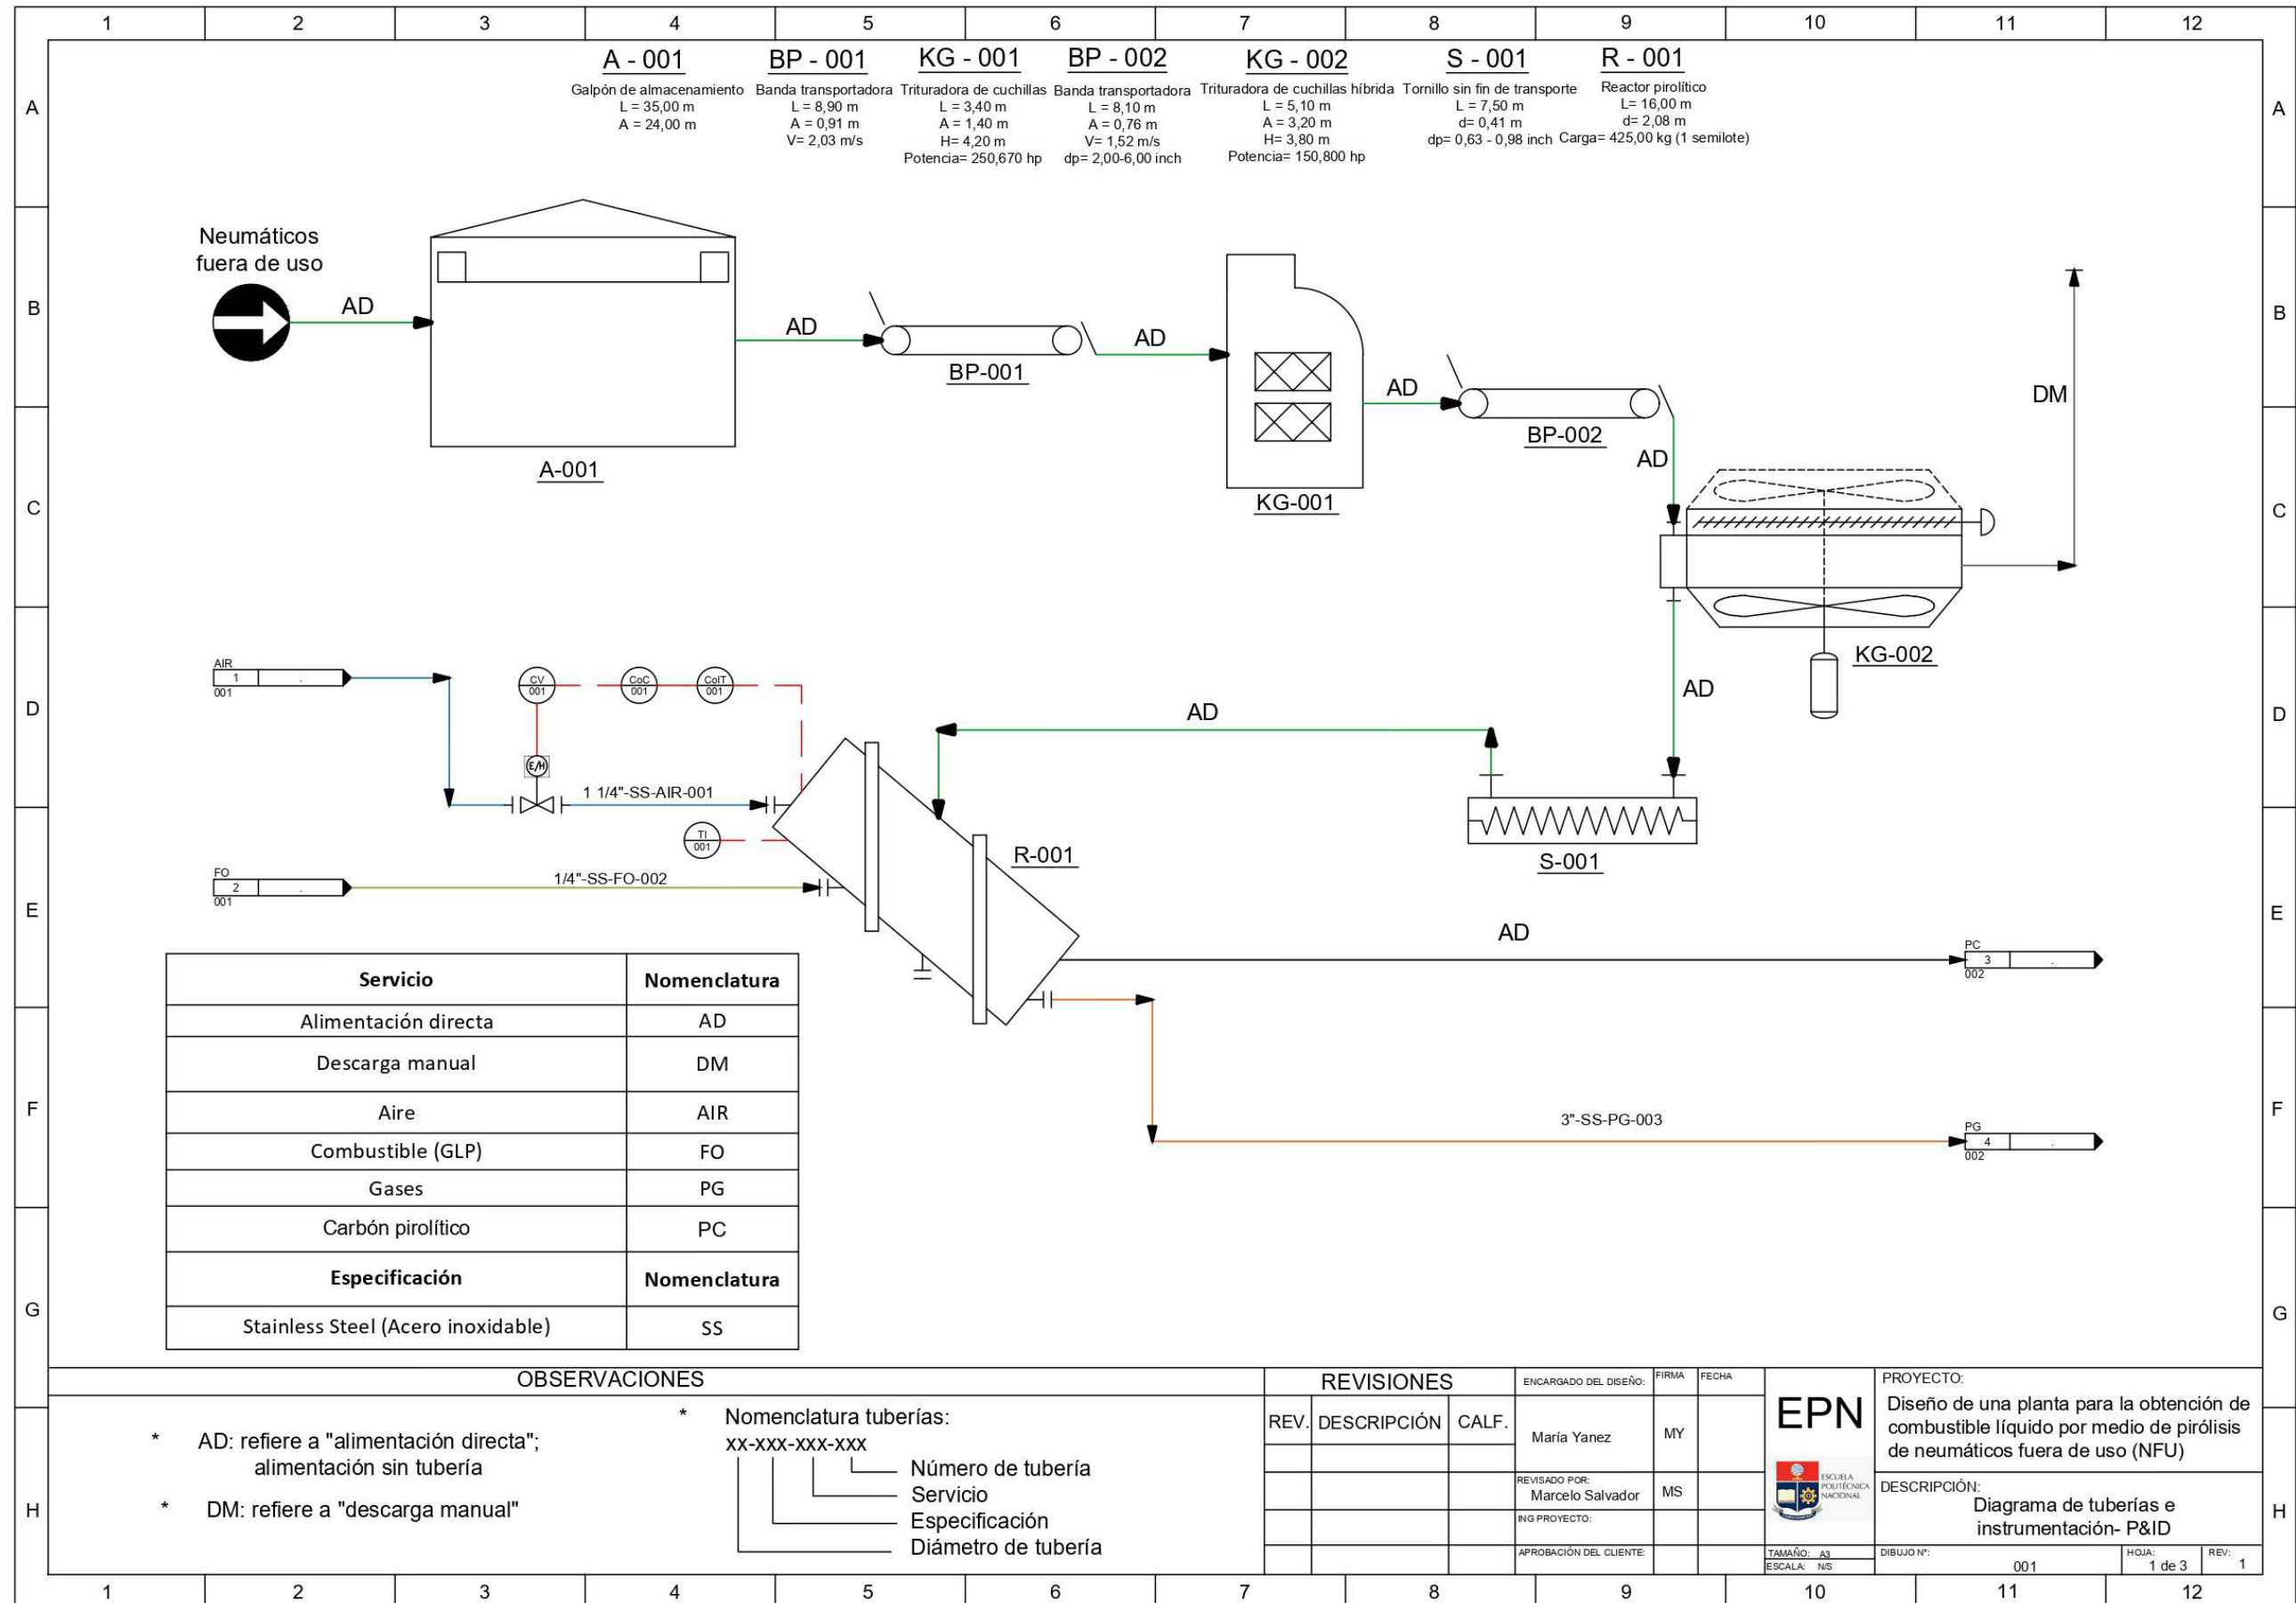 1 2 3 4 5 6 7 8 9 10 11 12
A - 001
Galpón de almacenamiento
L = 35,00 m
A = 24,00 m
BP - 001
Banda transportadora
L = 8,90 m
A = 0,91 m
V= 2,03 m/s
KG - 001
Trituradora de cuchillas
L = 3,40 m
A = 1,40 m
H= 4,20 m
Potencia= 250,670 hp
BP - 002
Banda transportadora
L = 8,10 m
A = 0,76 m
V= 1,52 m/s
dp= 2,00-6,00 inch
KG - 002
Trituradora de cuchillas híbrida
L = 5,10 m
A = 3,20 m
H= 3,80 m
Potencia= 150,800 hp
S - 001
Tornillo sin fin de transporte
L = 7,50 m
d= 0,41 m
dp= 0,63 - 0,98 inch
R - 001
Reactor pirolítico
L= 16,00 m
d= 2,08 m
Carga= 425,00 kg (1 semilote)
A A
B B
C C
D D
E E
F F
G G
H H
Neumáticos
fuera de uso
AD
A-001
AD
BP-001
AD
KG-001
AD
BP-002
AD
DM
KG-002
AD
S-001
AD
AIR
1 .
001
CV
001
CoC
001
CoIT
001
E/H
1 1/4"-SS-AIR-001
TI
001
FO
2 .
001
1/4"-SS-FO-002
R-001
AD
PC
3 .
002
3"-SS-PG-003
PG
4 .
002
Servicio Nomenclatura
Alimentación directa AD
Descarga manual DM
Aire AIR
Combustible (GLP) FO
Gases PG
Carbón pirolítico PC
Especificación Nomenclatura
Stainless Steel (Acero inoxidable) SS
OBSERVACIONES
* AD: refiere a "alimentación directa";
alimentación sin tubería
* DM: refiere a "descarga manual"
* Nomenclatura tuberías:
xx-xxx-xxx-xxx
Número de tubería
Servicio
Especificación
Diámetro de tubería
REVISIONES
REV. DESCRIPCIÓN CALF.
ENCARGADO DEL DISEÑO: FIRMA FECHA
María Yanez MY
REVISADO POR:
Marcelo Salvador MS
ING PROYECTO:
APROBACIÓN DEL CLIENTE:
EPN
ESCUELA
POLITÉCNICA
NACIONAL
TAMAÑO: A3
ESCALA: N/S
PROYECTO:
Diseño de una planta para la obtención de
combustible líquido por medio de pirólisis
de neumáticos fuera de uso (NFU)
DESCRIPCIÓN:
Diagrama de tuberías e
instrumentación- P&ID
DIBUJO Nº:
001
HOJA:
1 de 3
REV:
1
1 2 3 4 5 6 7 8 9 10 11 12